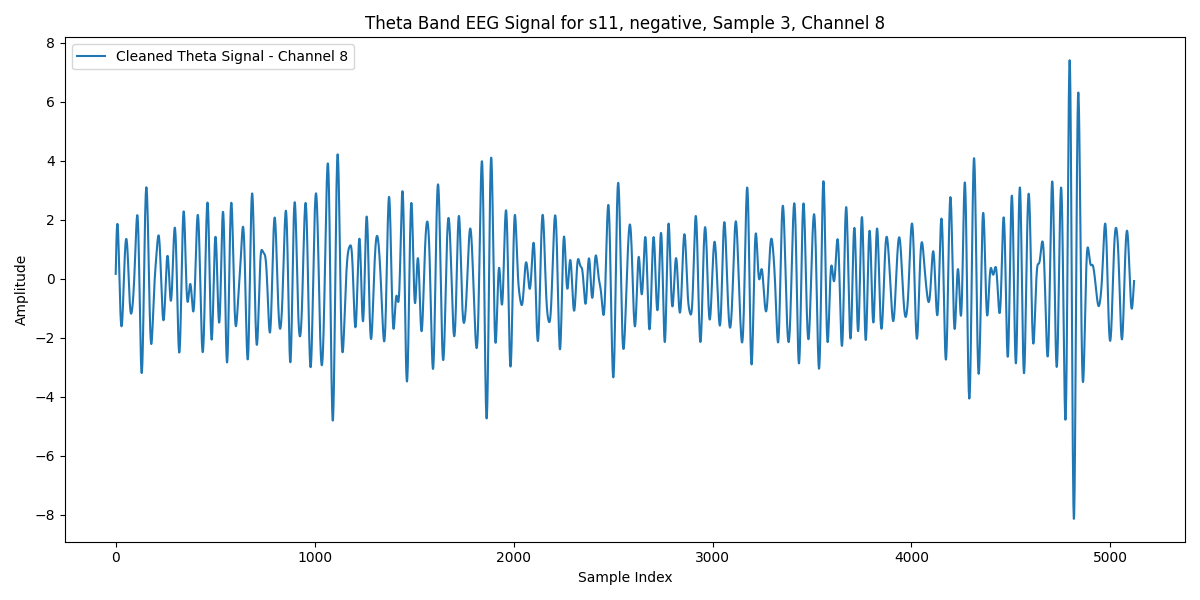 Theta Band EEG Signal for s11, negative, Sample 3, Channel 8
Cleaned Theta Signal - Channel 8
Amplitude
8
6
4
2
0
−2
−4
−6
−8
0 1000 2000 3000 4000 5000
Sample Index